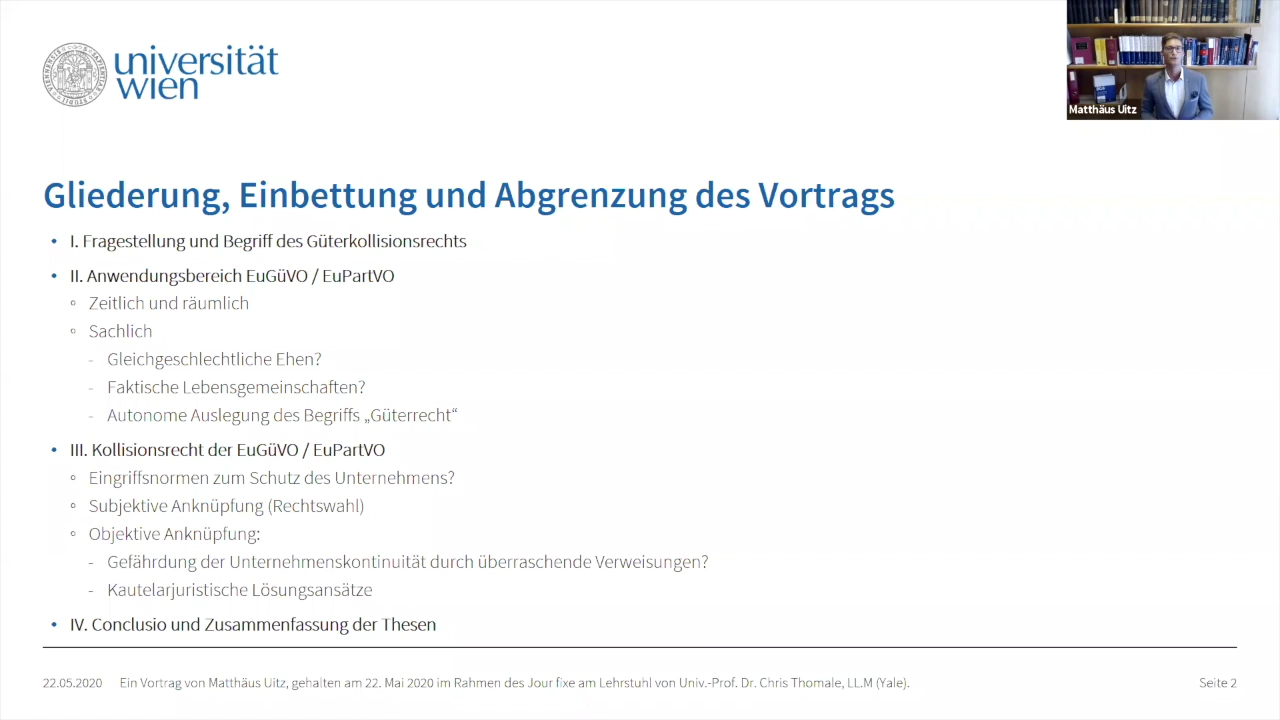 universität
wien
Matthäus Uitz
Gliederung, Einbettung und Abgrenzung des Vortrags
• I. Fragestellung und Begriff des Güterkollisionsrechts
• II. Anwendungsbereich EuGüVO / EuPartVO
◦ Zeitlich und räumlich
◦ Sachlich
- Gleichgeschlechtliche Ehen?
- Faktische Lebensgemeinschaften?
- Autonome Auslegung des Begriffs „Güterrecht“
• III. Kollisionsrecht der EuGüVO / EuPartVO
◦ Eingriffsnormen zum Schutz des Unternehmens?
◦ Subjektive Anknüpfung (Rechtswahl)
◦ Objektive Anknüpfung:
- Gefährdung der Unternehmenskontinuität durch überraschende Verweisungen?
- Kautelarjuristische Lösungsansätze
• IV. Conclusio und Zusammenfassung der Thesen
22.05.2020 Ein Vortrag von Matthäus Uitz, gehalten am 22. Mai 2020 im Rahmen des Jour fixe am Lehrstuhl von Univ.-Prof. Dr. Chris Thomale, LL.M (Yale). Seite 2